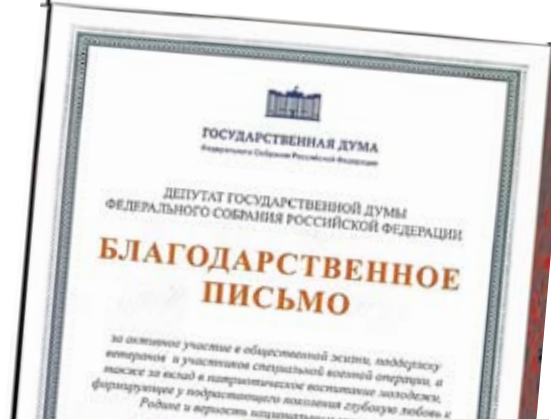 ГОСУДАРСТВЕННАЯ ДУМА
Федерального Собрания Российской Федерации
ДЕПУТАТ ГОСУДАРСТВЕННОЙ ДУМЫ
ФЕДЕРАЛЬНОГО СОБРАНИЯ РОССИЙСКОЙ ФЕДЕРАЦИИ
БЛАГОДАРСТВЕННОЕ
ПИСЬМО
за активное участие в общественной жизни, поддержку
ветеранов и участников специальной военной операции, а
также за вклад в патриотическое воспитание молодежи,
формирующее у подрастающего поколения глубокую любовь к
Родине и верность национальным